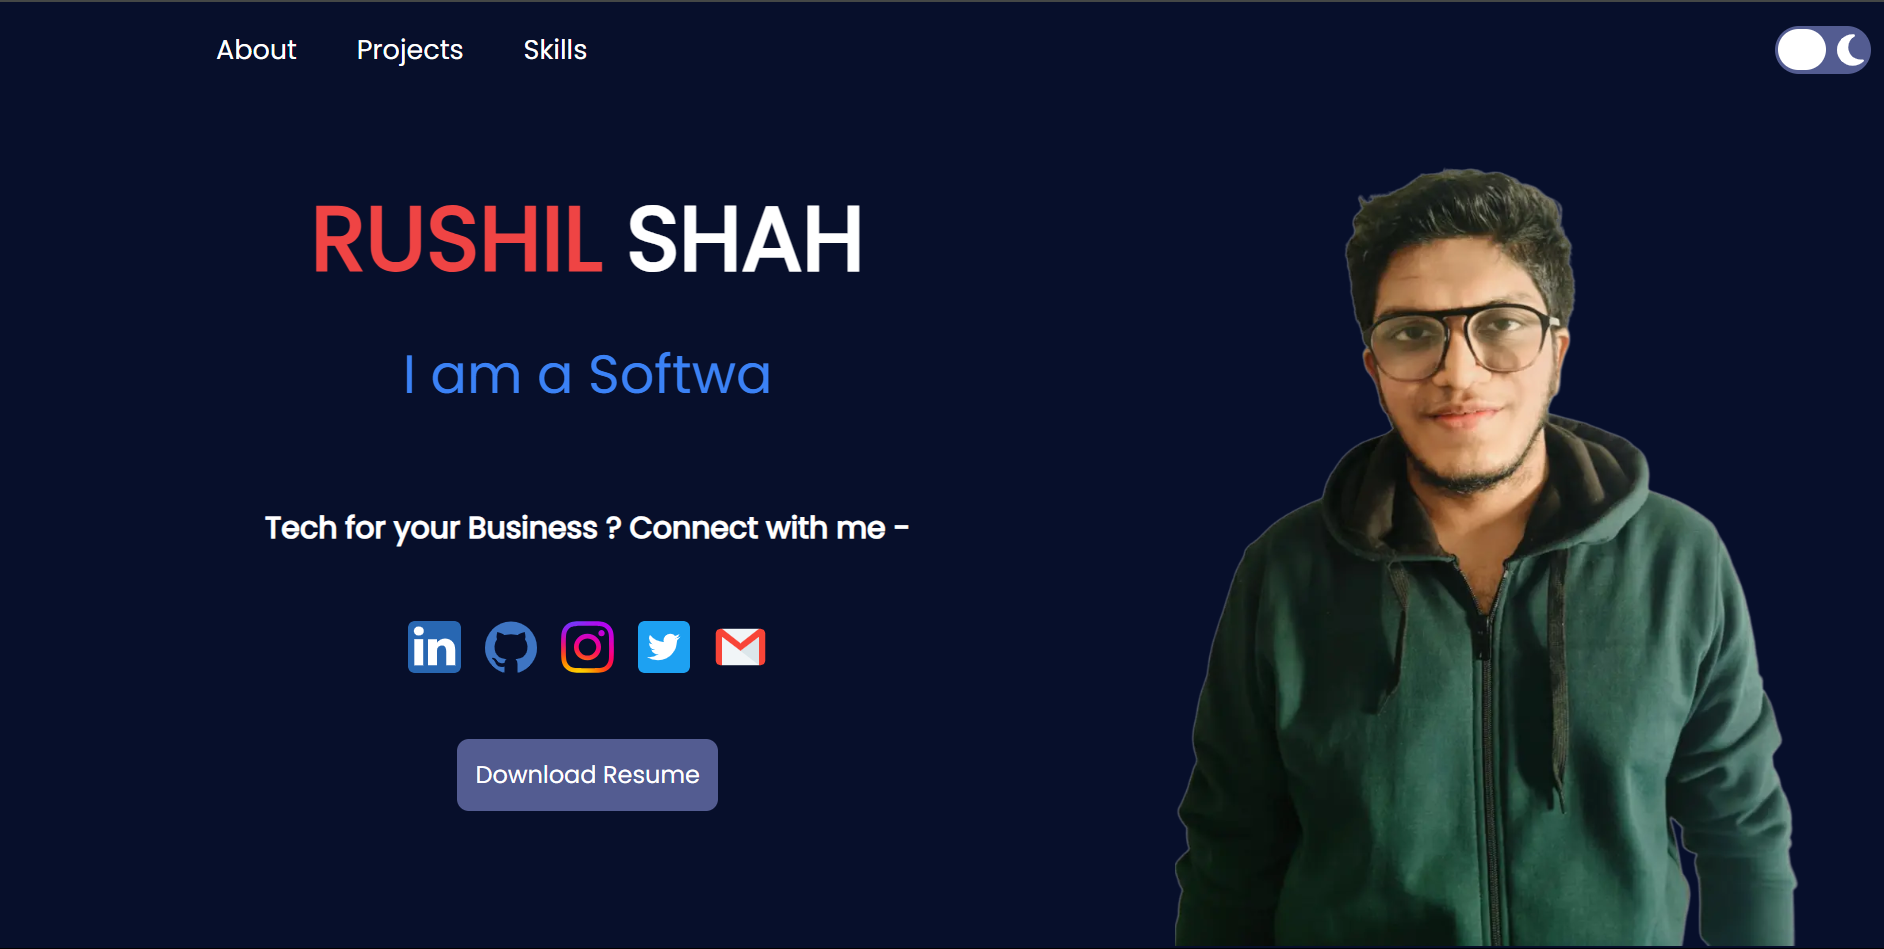 About Projects Skills
RUSHIL SHAH
I am a Softwa
Tech for your Business ? Connect with me -
in
Download Resume